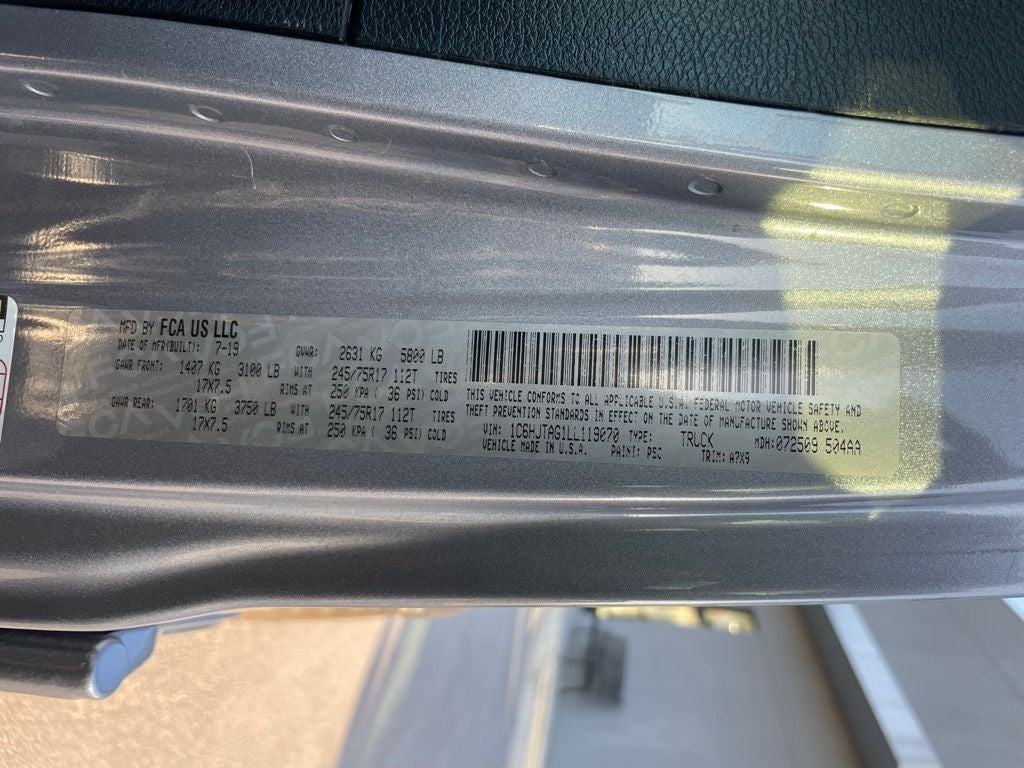 MFD BY FCA US LLC
DATE OF MFR(BUILT): 7-19 GVWR: 2631 KG 5800 LB
GAWR FRONT: 1407 KG 3100 LB WITH 245/75R17 112T TIRES
17X7.5 RIMS AT 250 KPA ( 36 PSI) COLD
GAWR REAR: 1701 KG 3750 LB WITH 245/75R17 112T TIRES
17X7.5 RIMS AT 250 KPA ( 36 PSI) COLD
THIS VEHICLE CONFORMS TO ALL APPLICABLE U.S.A. FEDERAL MOTOR VEHICLE SAFETY AND
THEFT PREVENTION STANDARDS IN EFFECT ON THE DATE OF MANUFACTURE SHOWN ABOVE.
VIN: 1C6HJTAG1LL119070 TYPE: TRUCK MDH:072509 504AA
VEHICLE MADE IN U.S.A. PAINT: PSC TRIM: A7X9